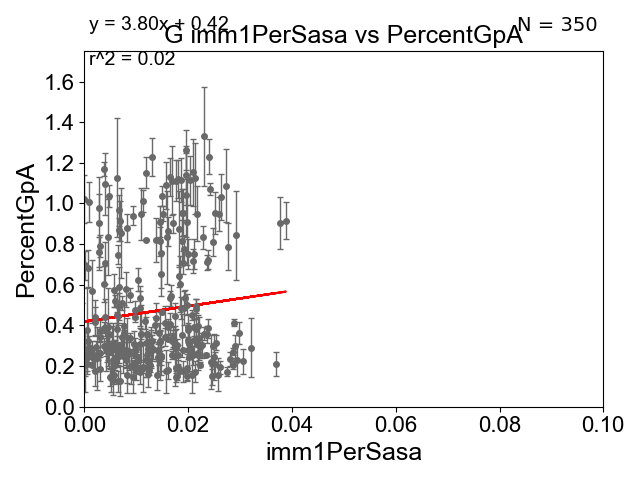 y = 3.80x + 0.42
N = 350
G imm1PerSasa vs PercentGpA
r^2 = 0.02
1.6
1.4
1.2
1.0
0.8
0.6
0.4
0.2
0.0
PercentGpA
0.00 0.02 0.04 0.06 0.08 0.10
imm1PerSasa